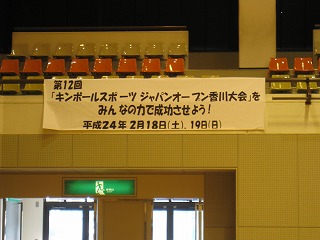 第12回
「キンボールスポーツ ジャパンオープン香川大会」を
みんなの力で成功させよう!
平成24年 2月18日(土), 19日(日)